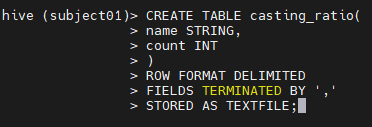 hive (subject01)> CREATE TABLE casting_ratio(
> name STRING,
> count INT
> )
> ROW FORMAT DELIMITED
> FIELDS TERMINATED BY ','
> STORED AS TEXTFILE;